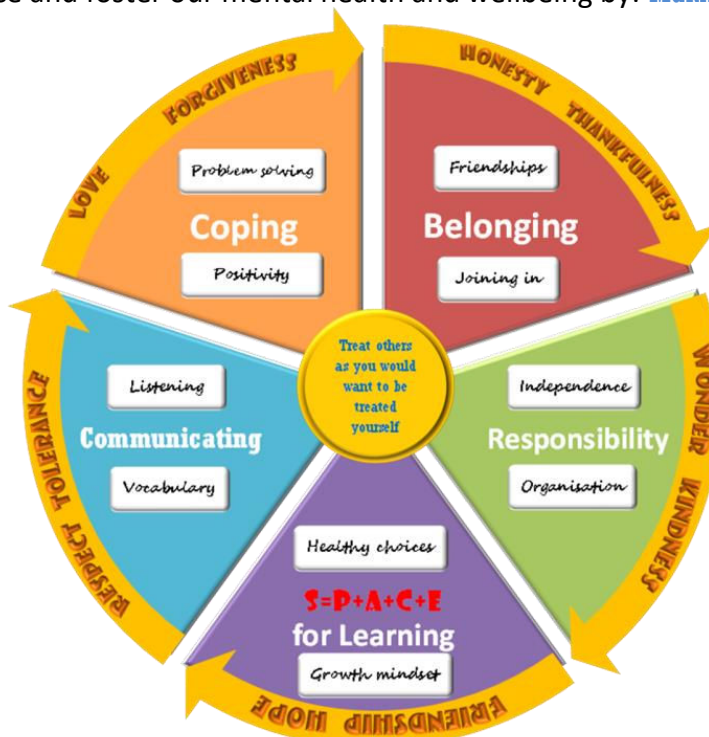 and foster our mental health and wellbeing by:
LOVE FORGIVENESS
HONESTY THANKFULNESS
Problem solving
Coping
Positivity
Friendships
Belonging
Joining in
Treat others
as you would
want to be
treated
yourself
Listening
Communicating
Vocabulary
RESPECT TOLERANCE
Independence
Responsibility
Organisation
WONDER KINDNESS
Healthy choices
S=P+A+C+E
for Learning
Growth mindset
FRIENDSHIP HOPE